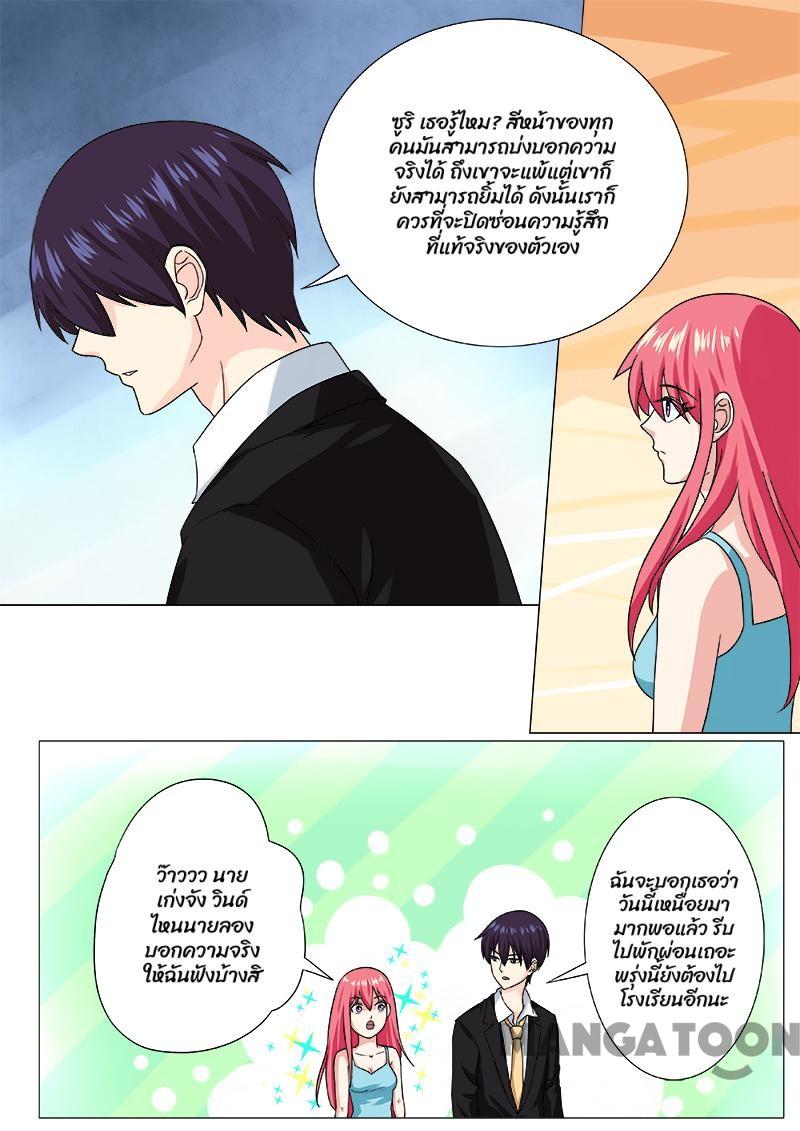 ซูริ เธอรู้ไหม? สีหน้าของทุก
คนมันสามารถบ่งบอกความ
จริงได้ ถึงเขาจะแพ้แต่เขาก็
ยังสามารถยิ้มได้ ดังนั้นเราก็
ควรที่จะปิดซ่อนความรู้สึก
ที่แท้จริงของตัวเอง
ว๊าววว นาย
เก่งจัง วินด์
ไหนนายลอง
บอกความจริง
ให้ฉันฟังบ้างสิ
ฉันจะบอกเธอว่า
วันนี้เหนื่อยมา
มากพอแล้ว รีบ
ไปพักผ่อนเถอะ
พรุ่งนี้ยังต้องไป
โรงเรียนอีกนะ
MANGATOON